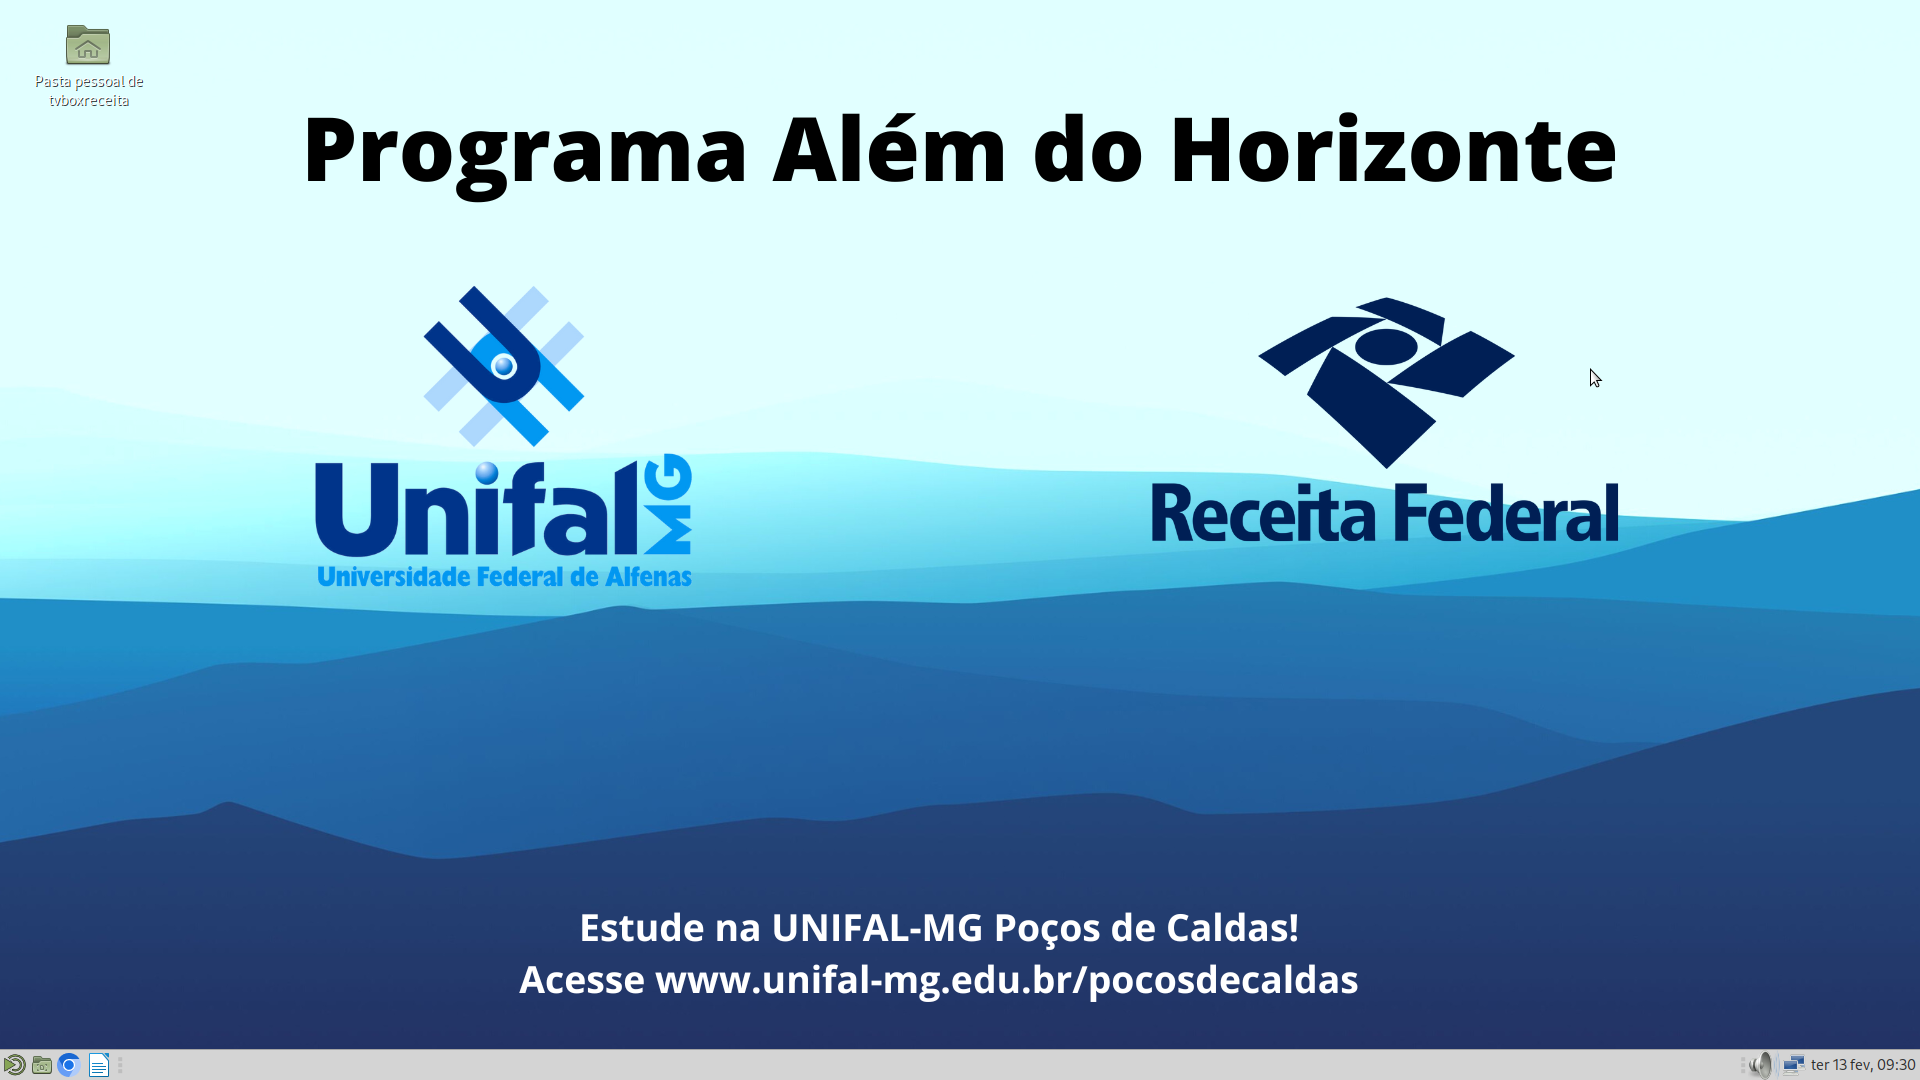 Pasta pessoal de
tvboxreceita
Programa Além do Horizonte
Unifal MG
Universidade Federal de Alfenas
Receita Federal
Estude na UNIFAL-MG Poços de Caldas!
Acesse www.unifal-mg.edu.br/pocosdecaldas
ter 13 fev, 09:30